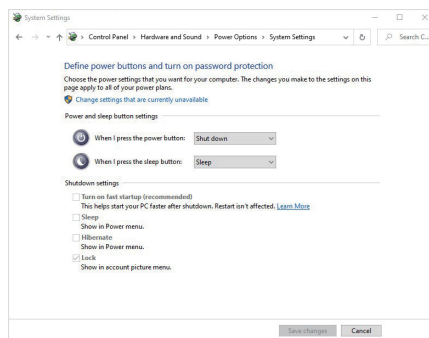 System Settings
Control Panel > Hardware and Sound > Power Options > System Settings
Search C...
Define power buttons and turn on password protection
Choose the power settings that you want for your computer. The changes you make to the settings on this
page apply to all of your power plans.
Change settings that are currently unavailable
Power and sleep button settings
When I press the power button: Shut down
When I press the sleep button: Sleep
Shutdown settings
Turn on fast startup (recommended)
This helps start your PC faster after shutdown. Restart isn't affected. Learn More
Sleep
Show in Power menu.
Hibernate
Show in Power menu.
Lock
Show in account picture menu.
Save changes Cancel